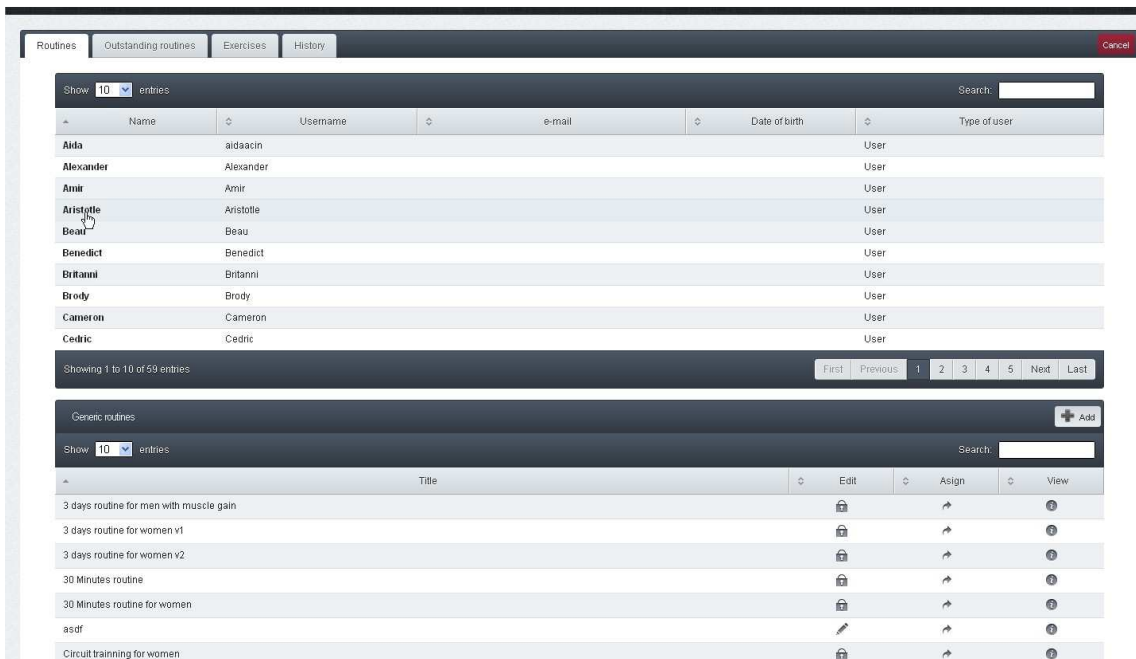 Routines Outstanding routines Exercises History Cancel
Show 10 entries Search:
Name Username e-mail Date of birth Type of user
Aida aidaacin User
Alexander Alexander User
Amir Amir User
Aristotle Aristotle User
Beau Beau User
Benedict Benedict User
Britanni Britanni User
Brody Brody User
Cameron Cameron User
Cedric Cedric User
Showing 1 to 10 of 59 entries First Previous 1 2 3 4 5 Next Last
Generic routines Add
Show 10 entries Search:
Title Edit Asign View
3 days routine for men with muscle gain
3 days routine for women v1
3 days routine for women v2
30 Minutes routine
30 Minutes routine for women
asdf
Circuit trainning for women